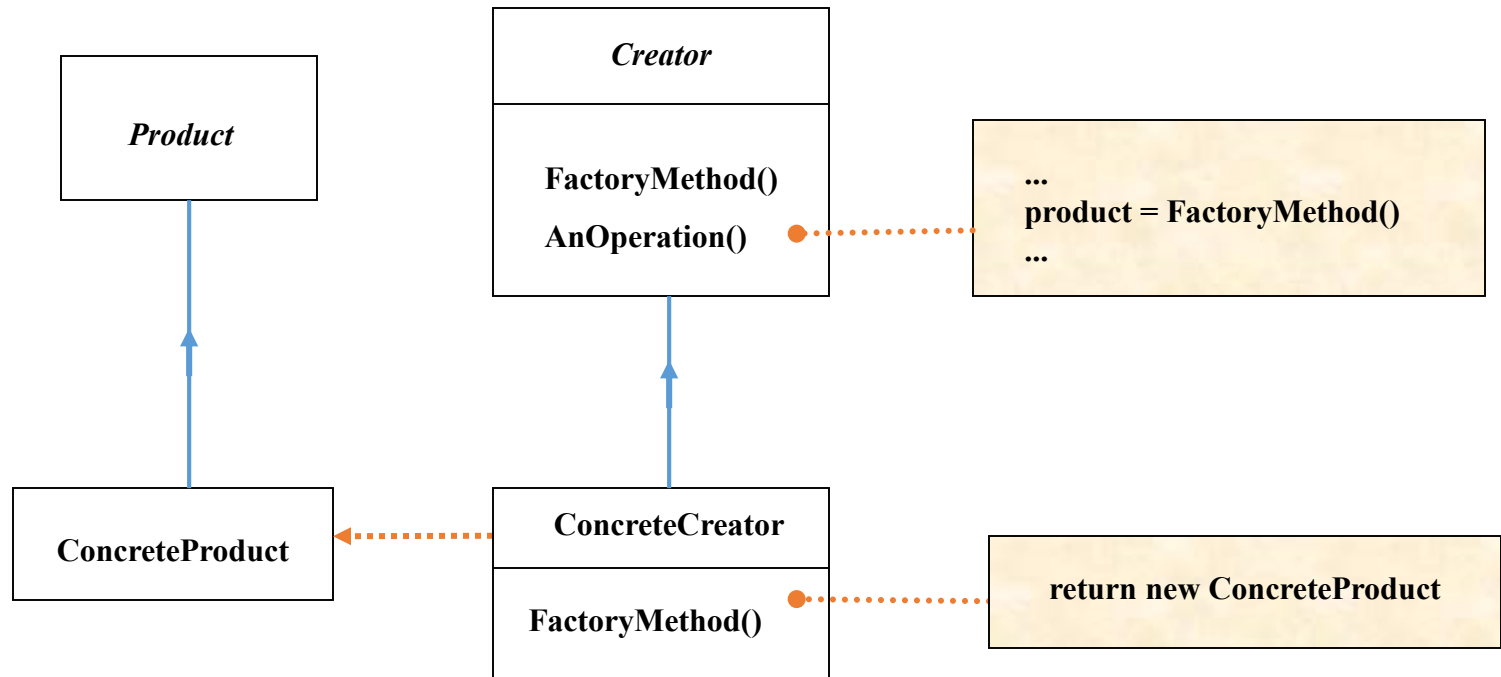 Product
Creator
FactoryMethod()
AnOperation()
...
product = FactoryMethod()
...
ConcreteProduct
ConcreteCreator
FactoryMethod()
return new ConcreteProduct